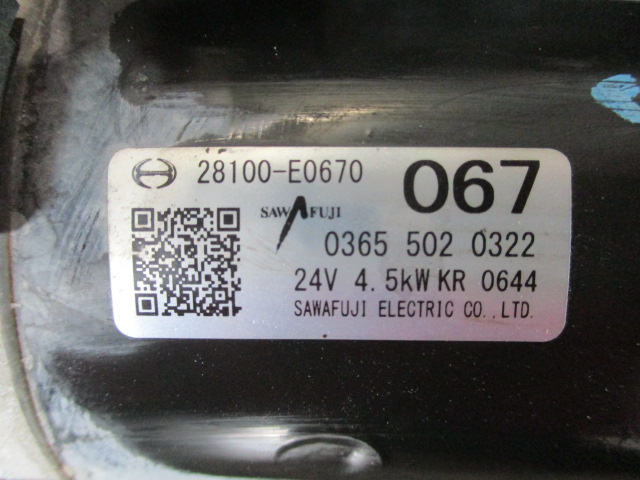 28100-E0670 067
SAWAFUJI
0365 502 0322
24V 4.5kW KR 0644
SAWAFUJI ELECTRIC CO.,LTD.